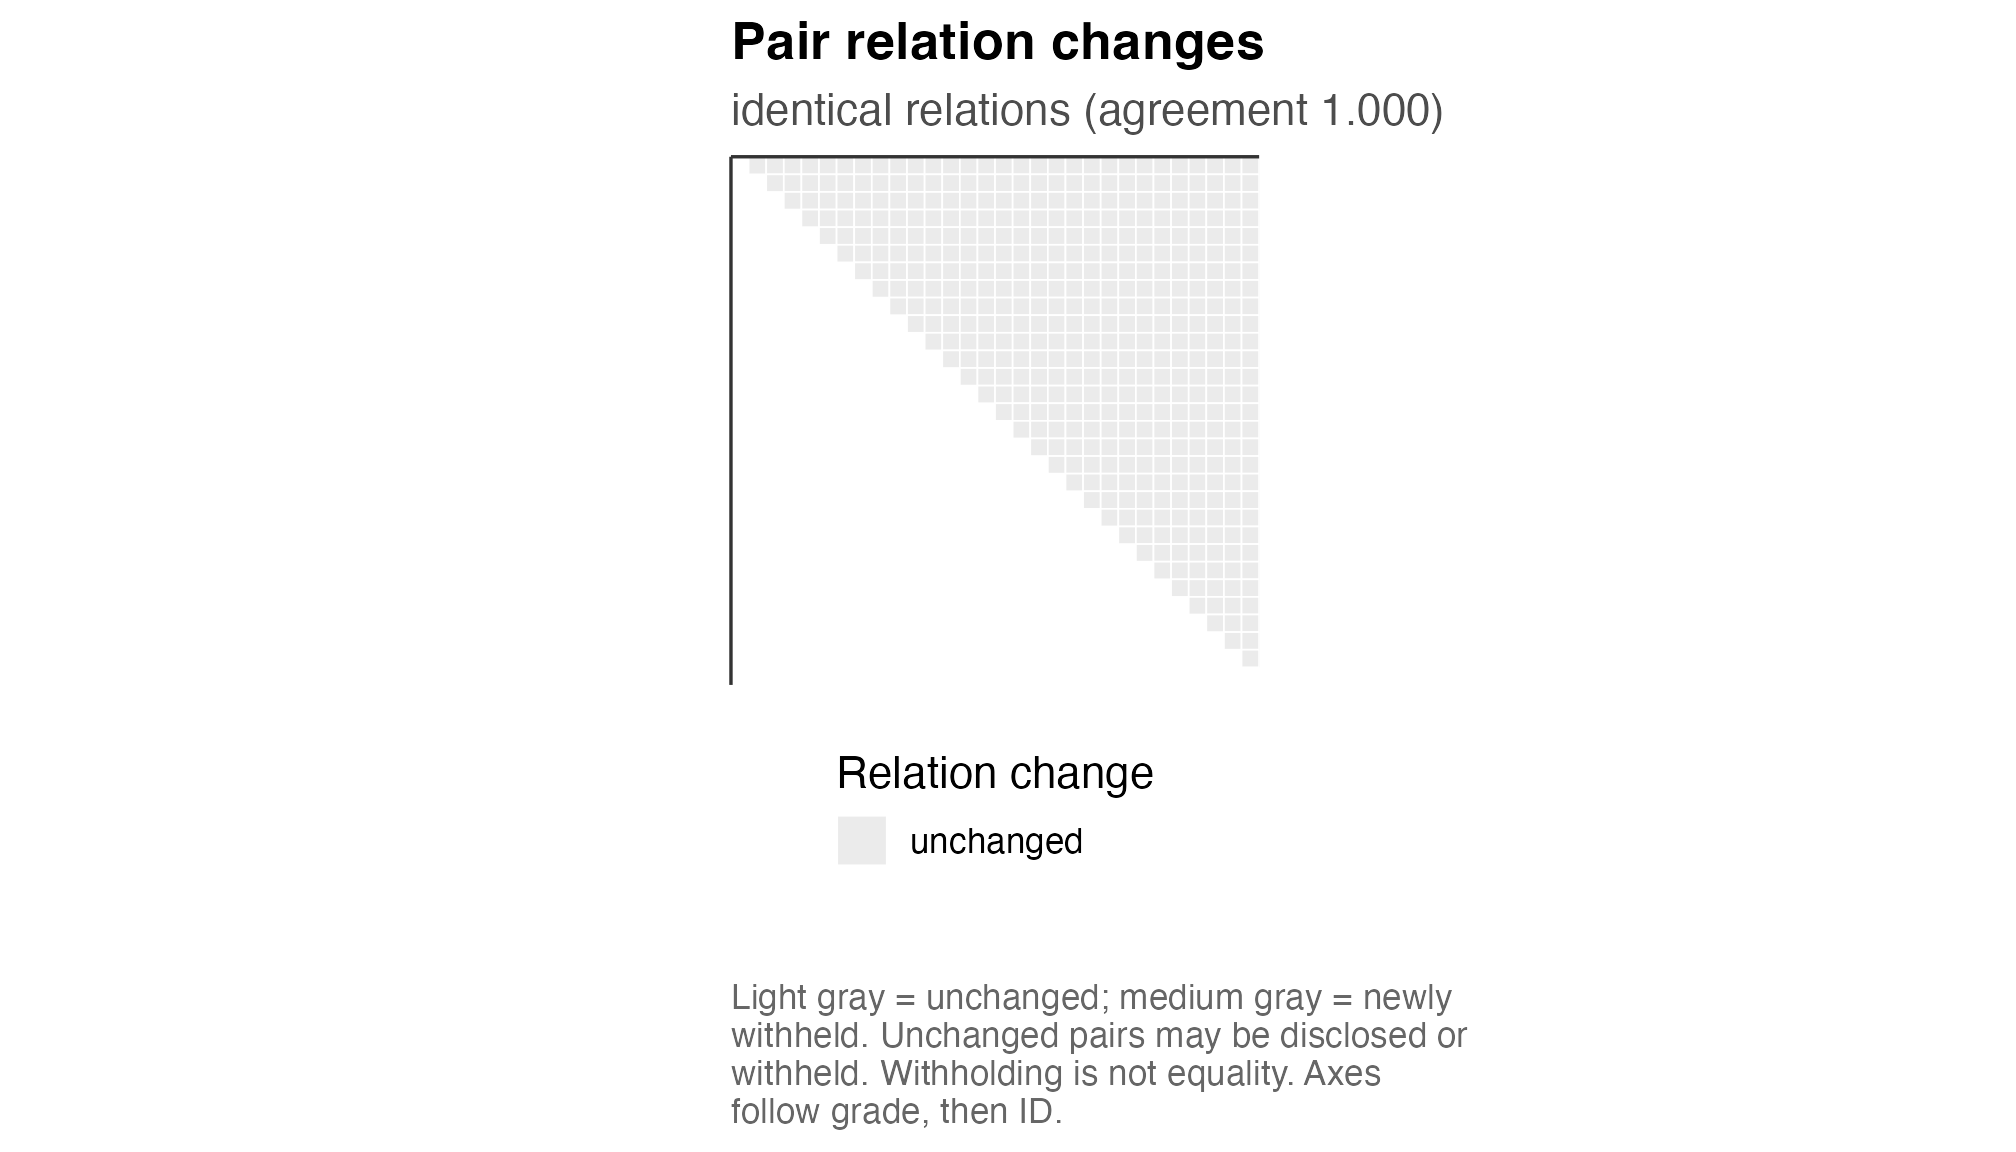 Pair relation changes
identical relations (agreement 1.000)
Relation change
unchanged
Light gray = unchanged; medium gray = newly
withheld. Unchanged pairs may be disclosed or
withheld. Withholding is not equality. Axes
follow grade, then ID.